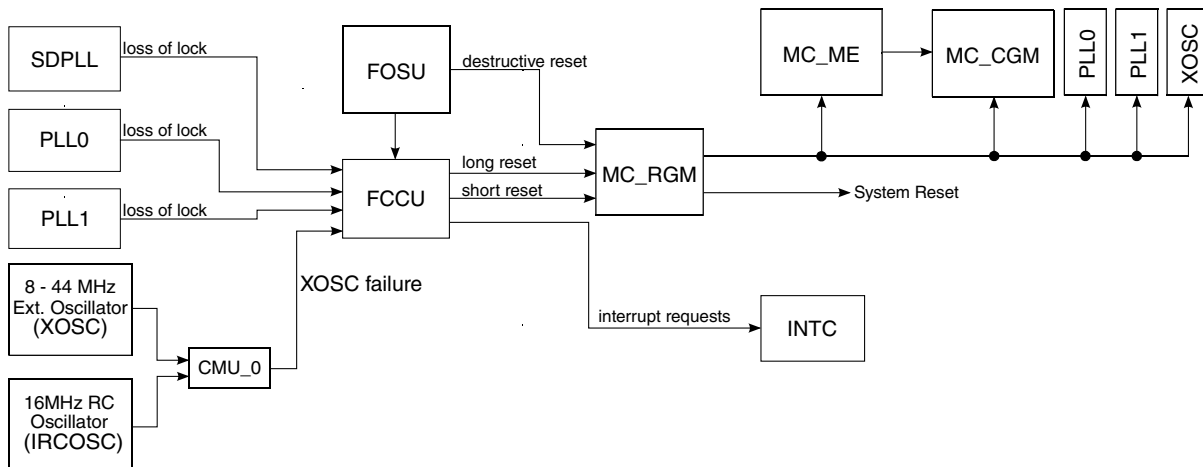 SDPLL
loss of lock
PLL0
loss of lock
PLL1
loss of lock
8 - 44 MHz
Ext. Oscillator
(XOSC)
16MHz RC
Oscillator
(IRCOSC)
CMU_0
XOSC failure
FOSU
destructive reset
FCCU
long reset
short reset
interrupt requests
MC_RGM
System Reset
INTC
MC_ME
MC_CGM
PLL0
PLL1
XOSC